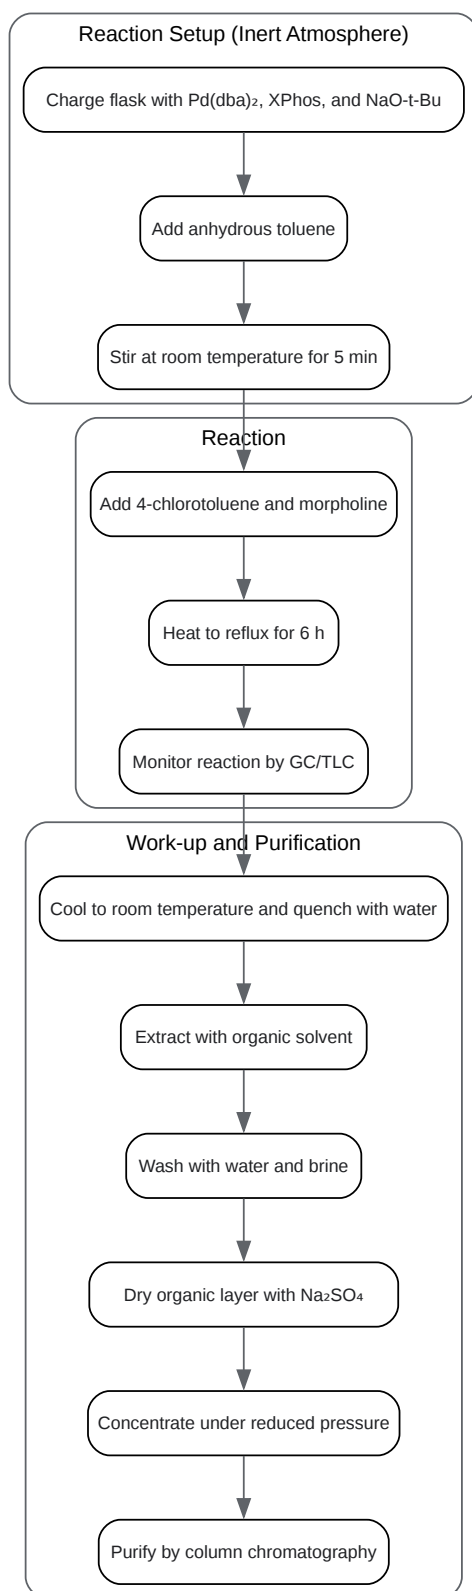 Reaction Setup (Inert Atmosphere)
Charge flask with Pd(dba)₂, XPhos, and NaO-t-Bu
Add anhydrous toluene
Stir at room temperature for 5 min
Reaction
Add 4-chlorotoluene and morpholine
Heat to reflux for 6 h
Monitor reaction by GC/TLC
Work-up and Purification
Cool to room temperature and quench with water
Extract with organic solvent
Wash with water and brine
Dry organic layer with Na₂SO₄
Concentrate under reduced pressure
Purify by column chromatography